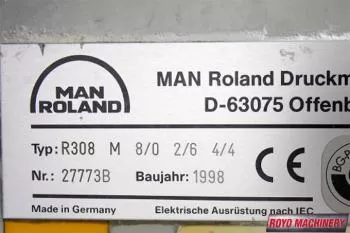 MAN
ROLAND
MAN Roland Druckm
D-63075 Offenb
Typ: R308 M 8/0 2/6 4/4
Nr.: 27773B Baujahr: 1998
CE
BGA
Made in Germany Elektrische Ausrüstung nach IEC
ROYO MACHINERY